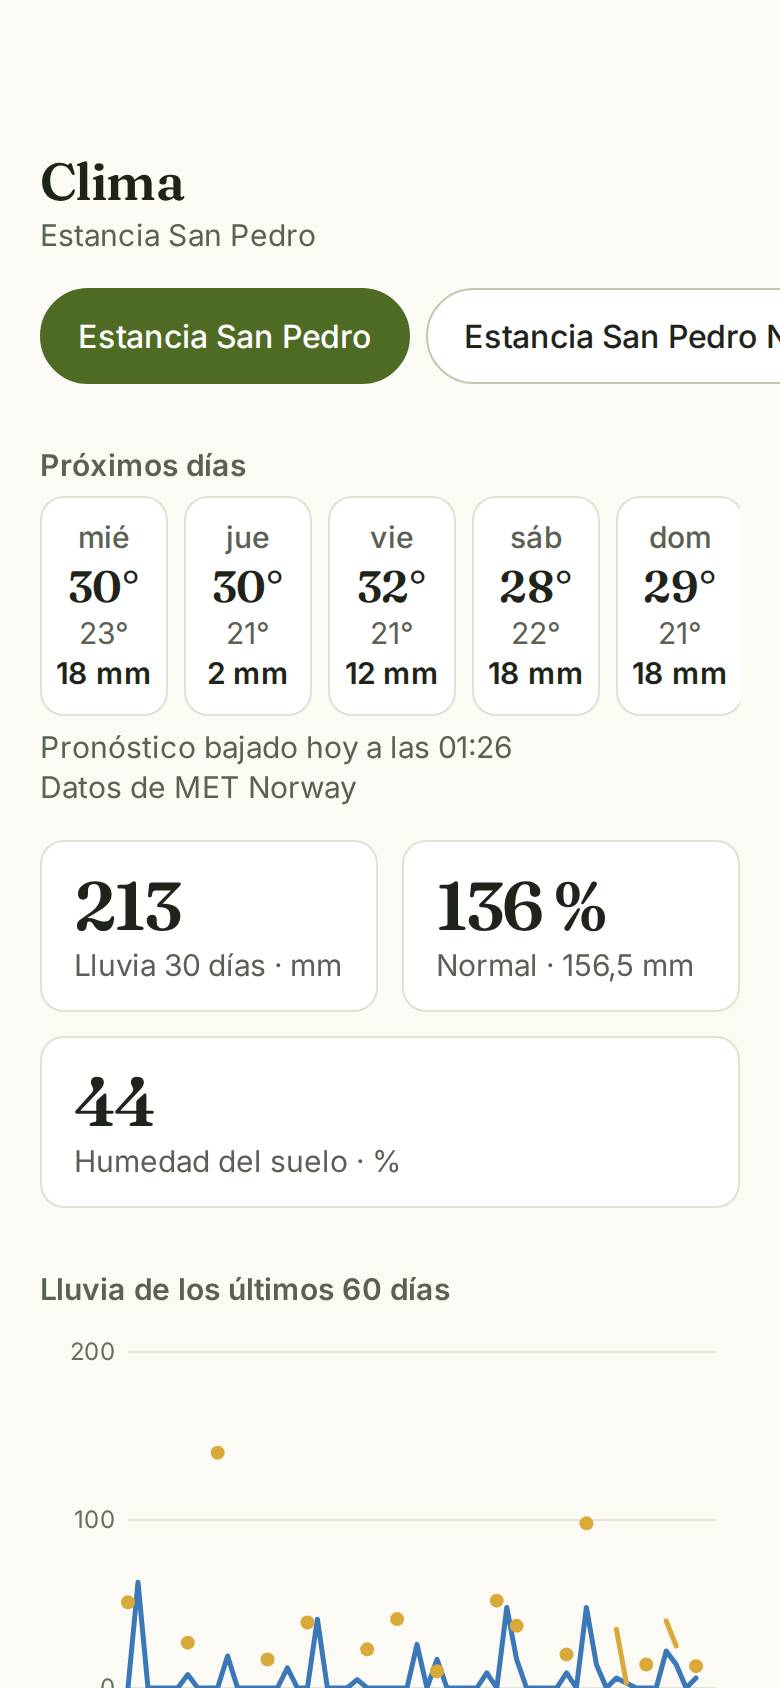 Clima
Estancia San Pedro
Estancia San Pedro Estancia San Pedro N
Próximos días
mié jue vie sáb dom
30° 30° 32° 28° 29°
23° 21° 21° 22° 21°
18 mm 2 mm 12 mm 18 mm 18 mm
Pronóstico bajado hoy a las 01:26
Datos de MET Norway
213 136 %
Lluvia 30 días · mm Normal · 156,5 mm
44
Humedad del suelo · %
Lluvia de los últimos 60 días
200
100
0